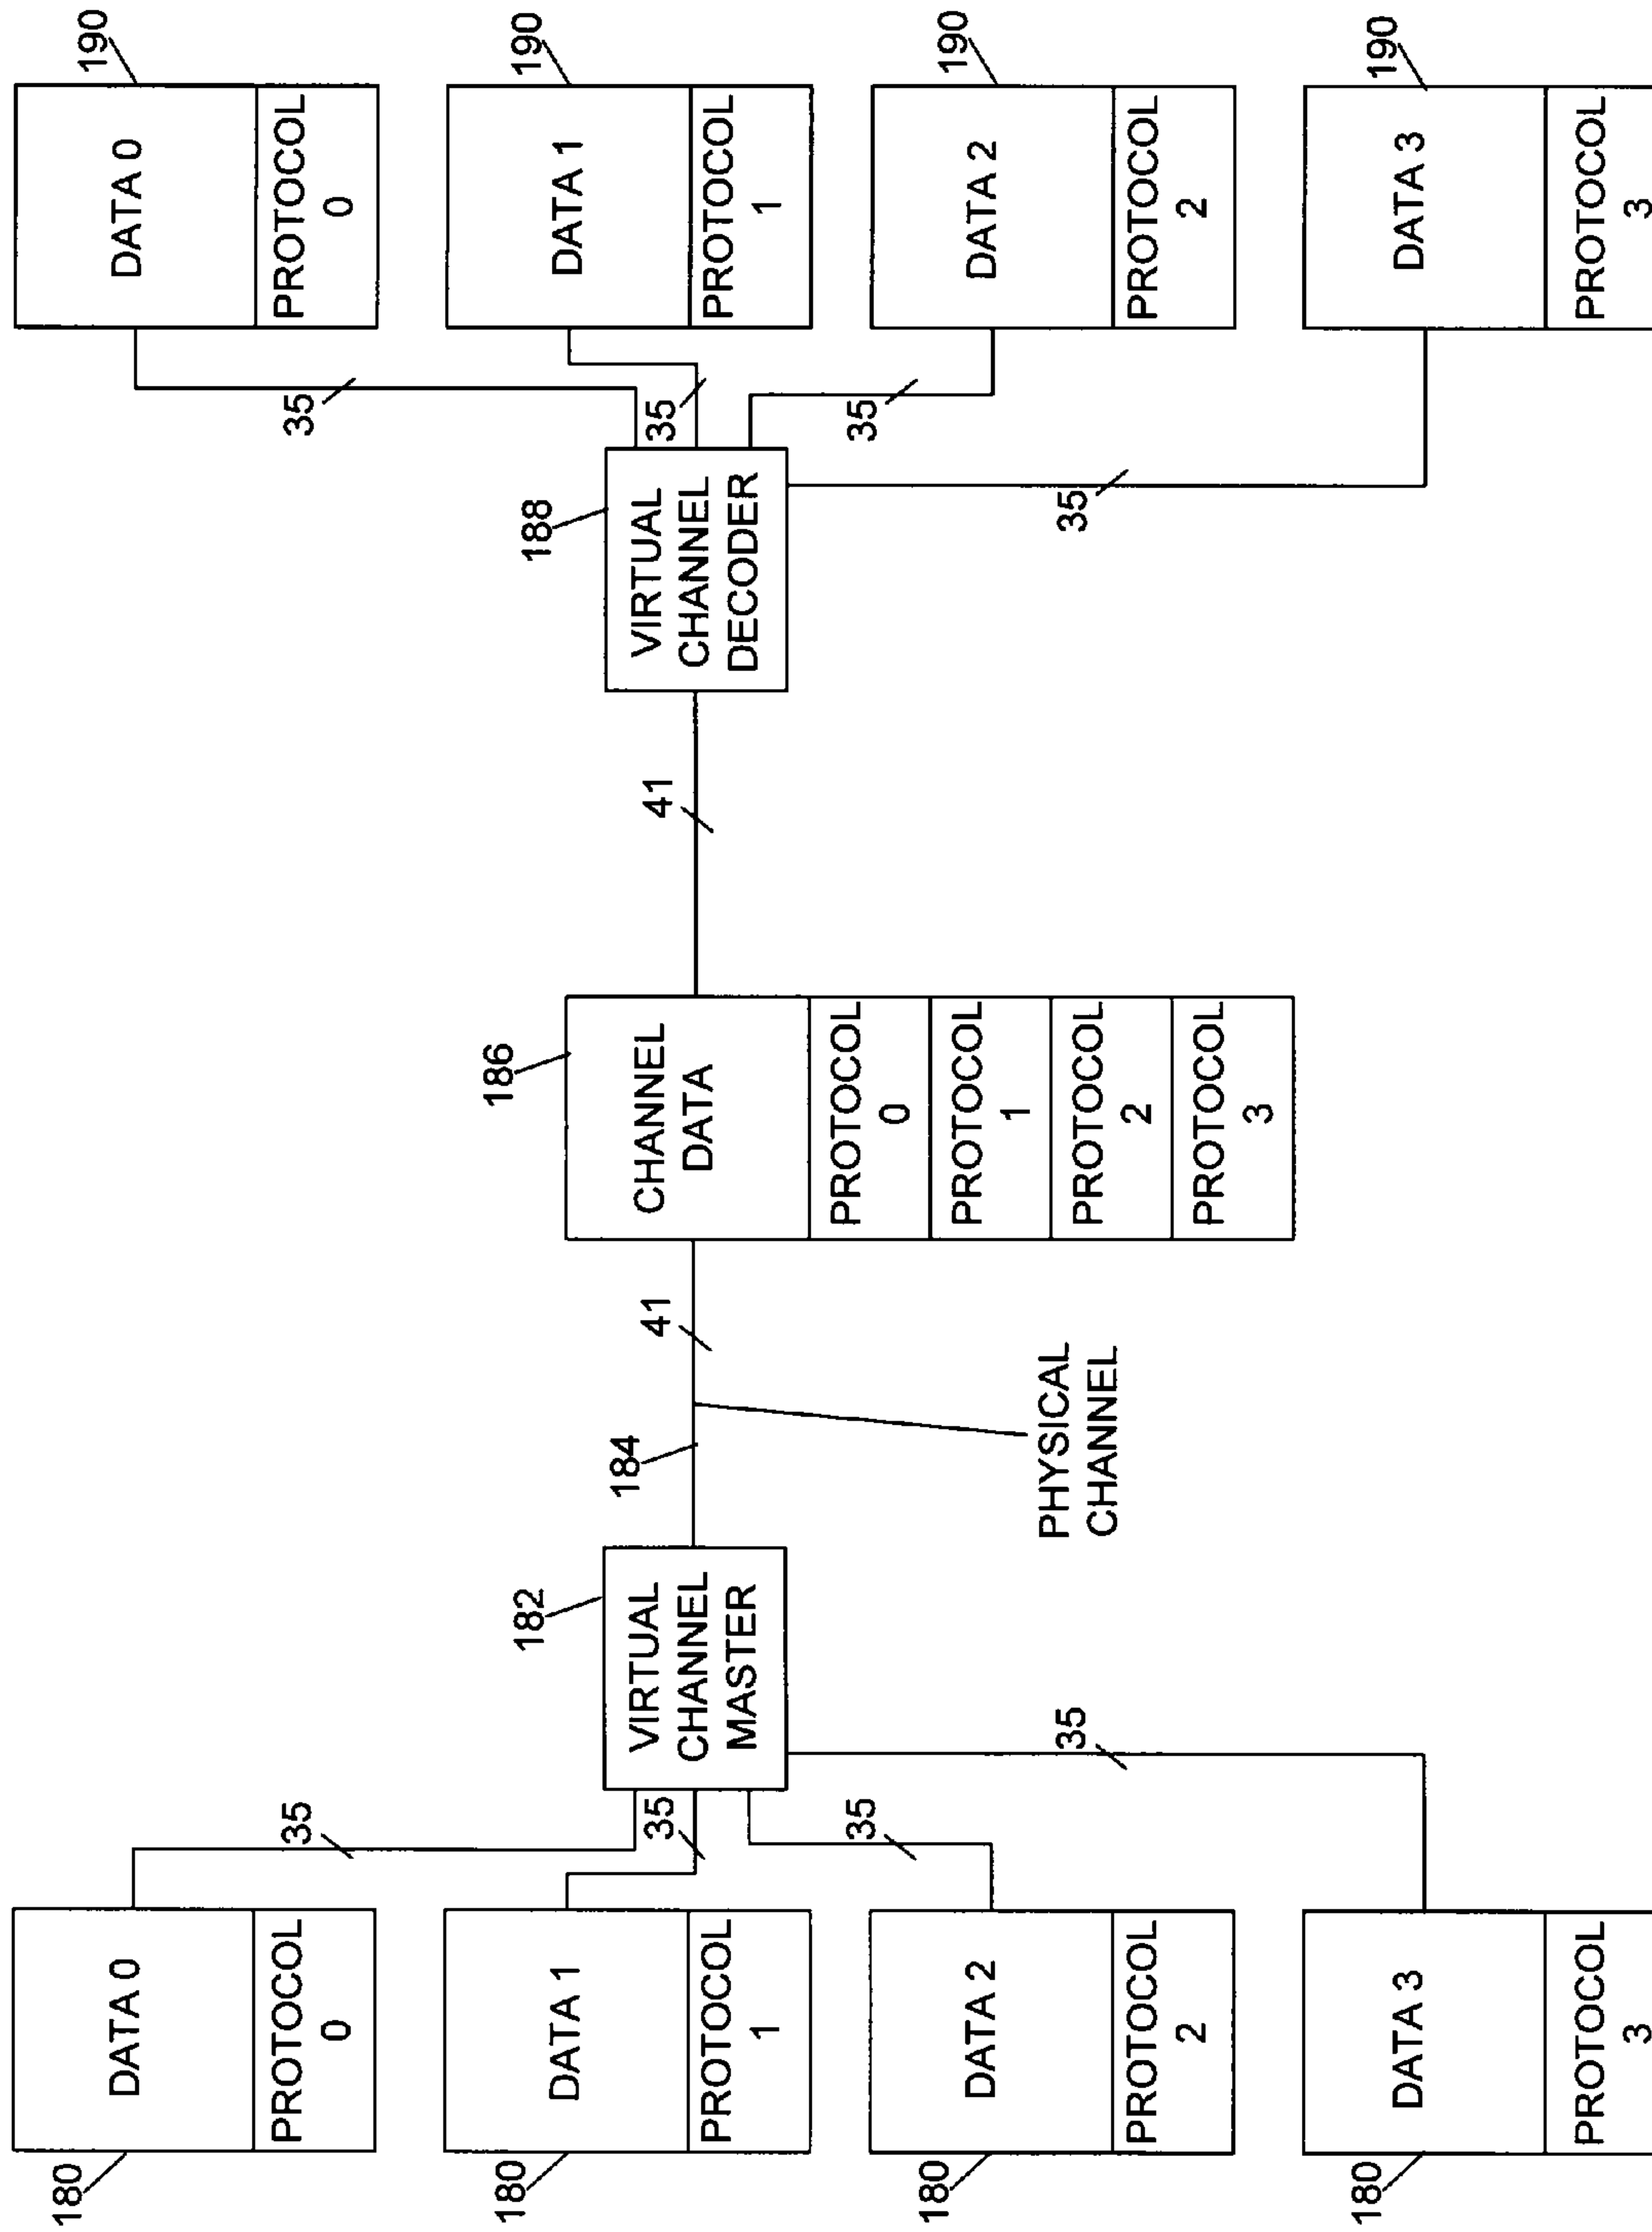 180
DATA 0
PROTOCOL
0
35
180
DATA 1
PROTOCOL
1
35
180
DATA 2
PROTOCOL
2
35
180
DATA 3
PROTOCOL
3
35
182
VIRTUAL
CHANNEL
MASTER
184
41
PHYSICAL
CHANNEL
186
CHANNEL
DATA
PROTOCOL
0
PROTOCOL
1
PROTOCOL
2
PROTOCOL
3
41
188
VIRTUAL
CHANNEL
DECODER
35
190
DATA 0
PROTOCOL
0
35
190
DATA 1
PROTOCOL
1
35
190
DATA 2
PROTOCOL
2
35
190
DATA 3
PROTOCOL
3